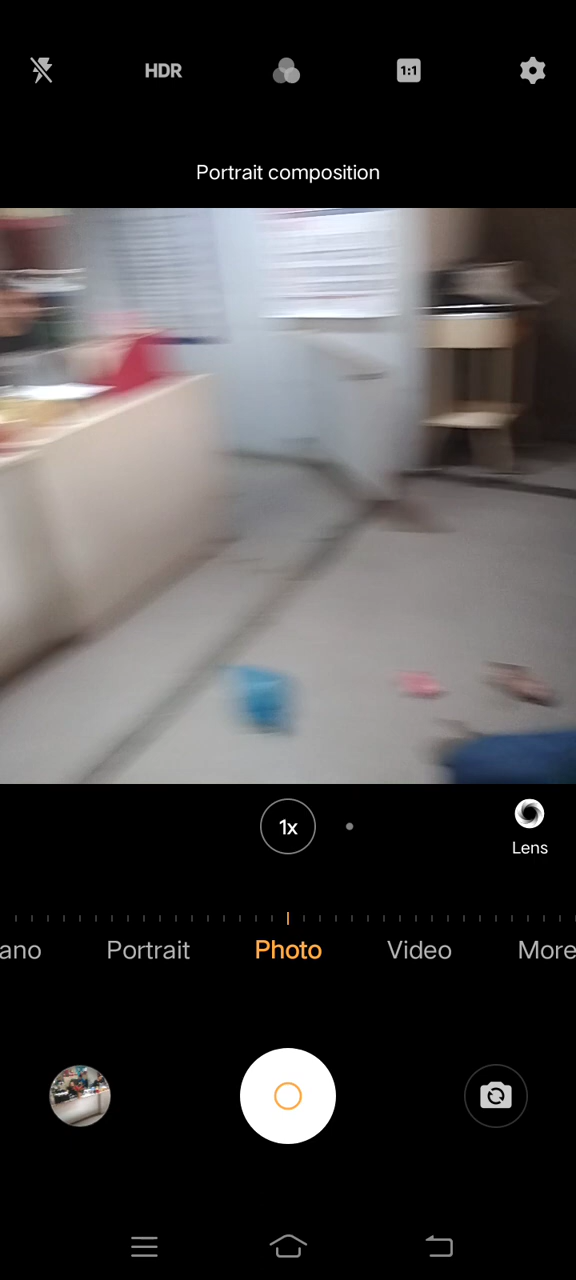 HDR
1:1
Portrait composition
1x
Lens
ano
Portrait
Photo
Video
More